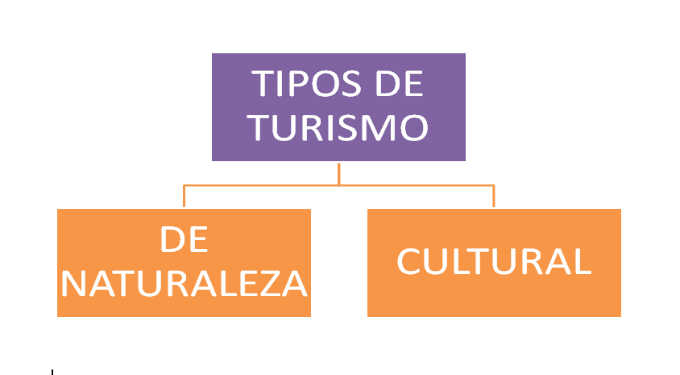 TIPOS DE
TURISMO
DE
NATURALEZA
CULTURAL